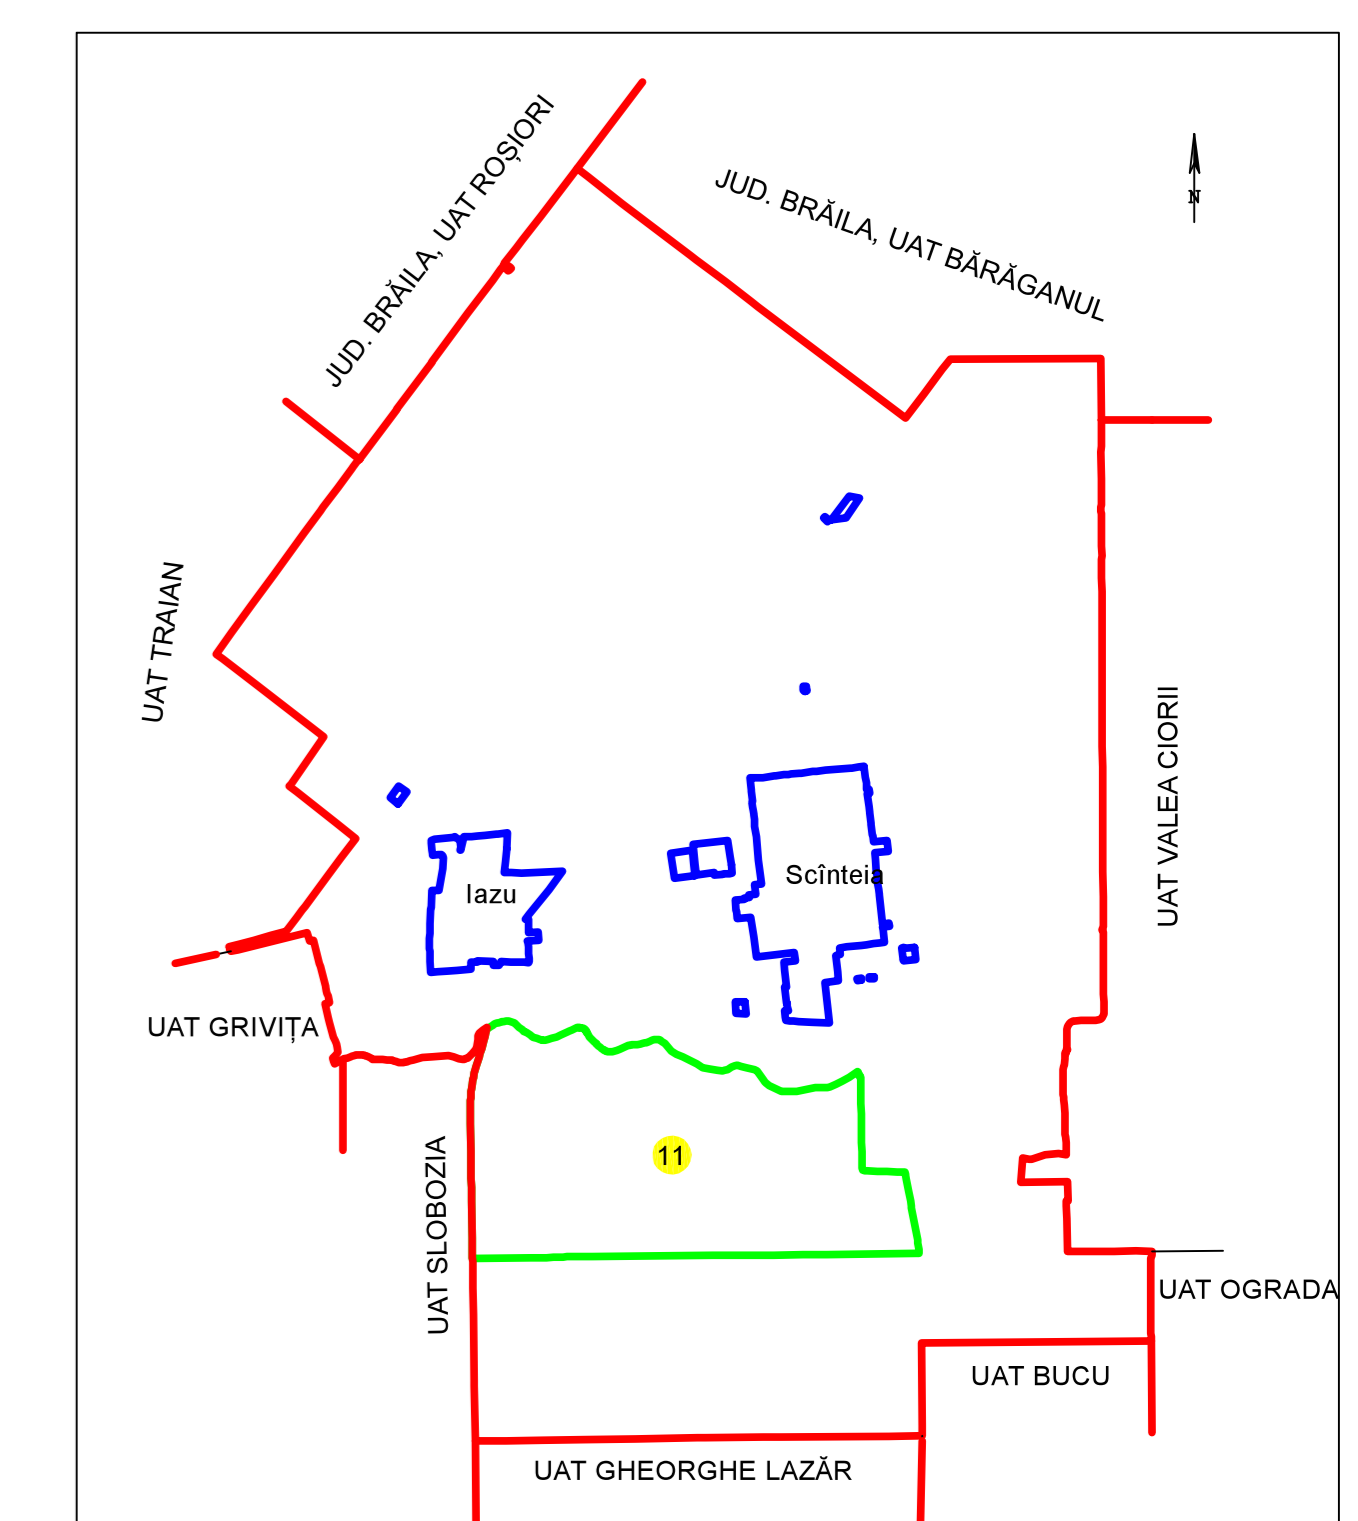 JUD. BRĂILA, UAT ROȘIORI
JUD. BRĂILA, UAT BĂRĂGANUL
N
UAT TRAIAN
UAT VALEA CIORII
Scînteia
Iazu
UAT GRIVIȚA
11
UAT SLOBOZIA
UAT OGRADA
UAT BUCU
UAT GHEORGHE LAZĂR